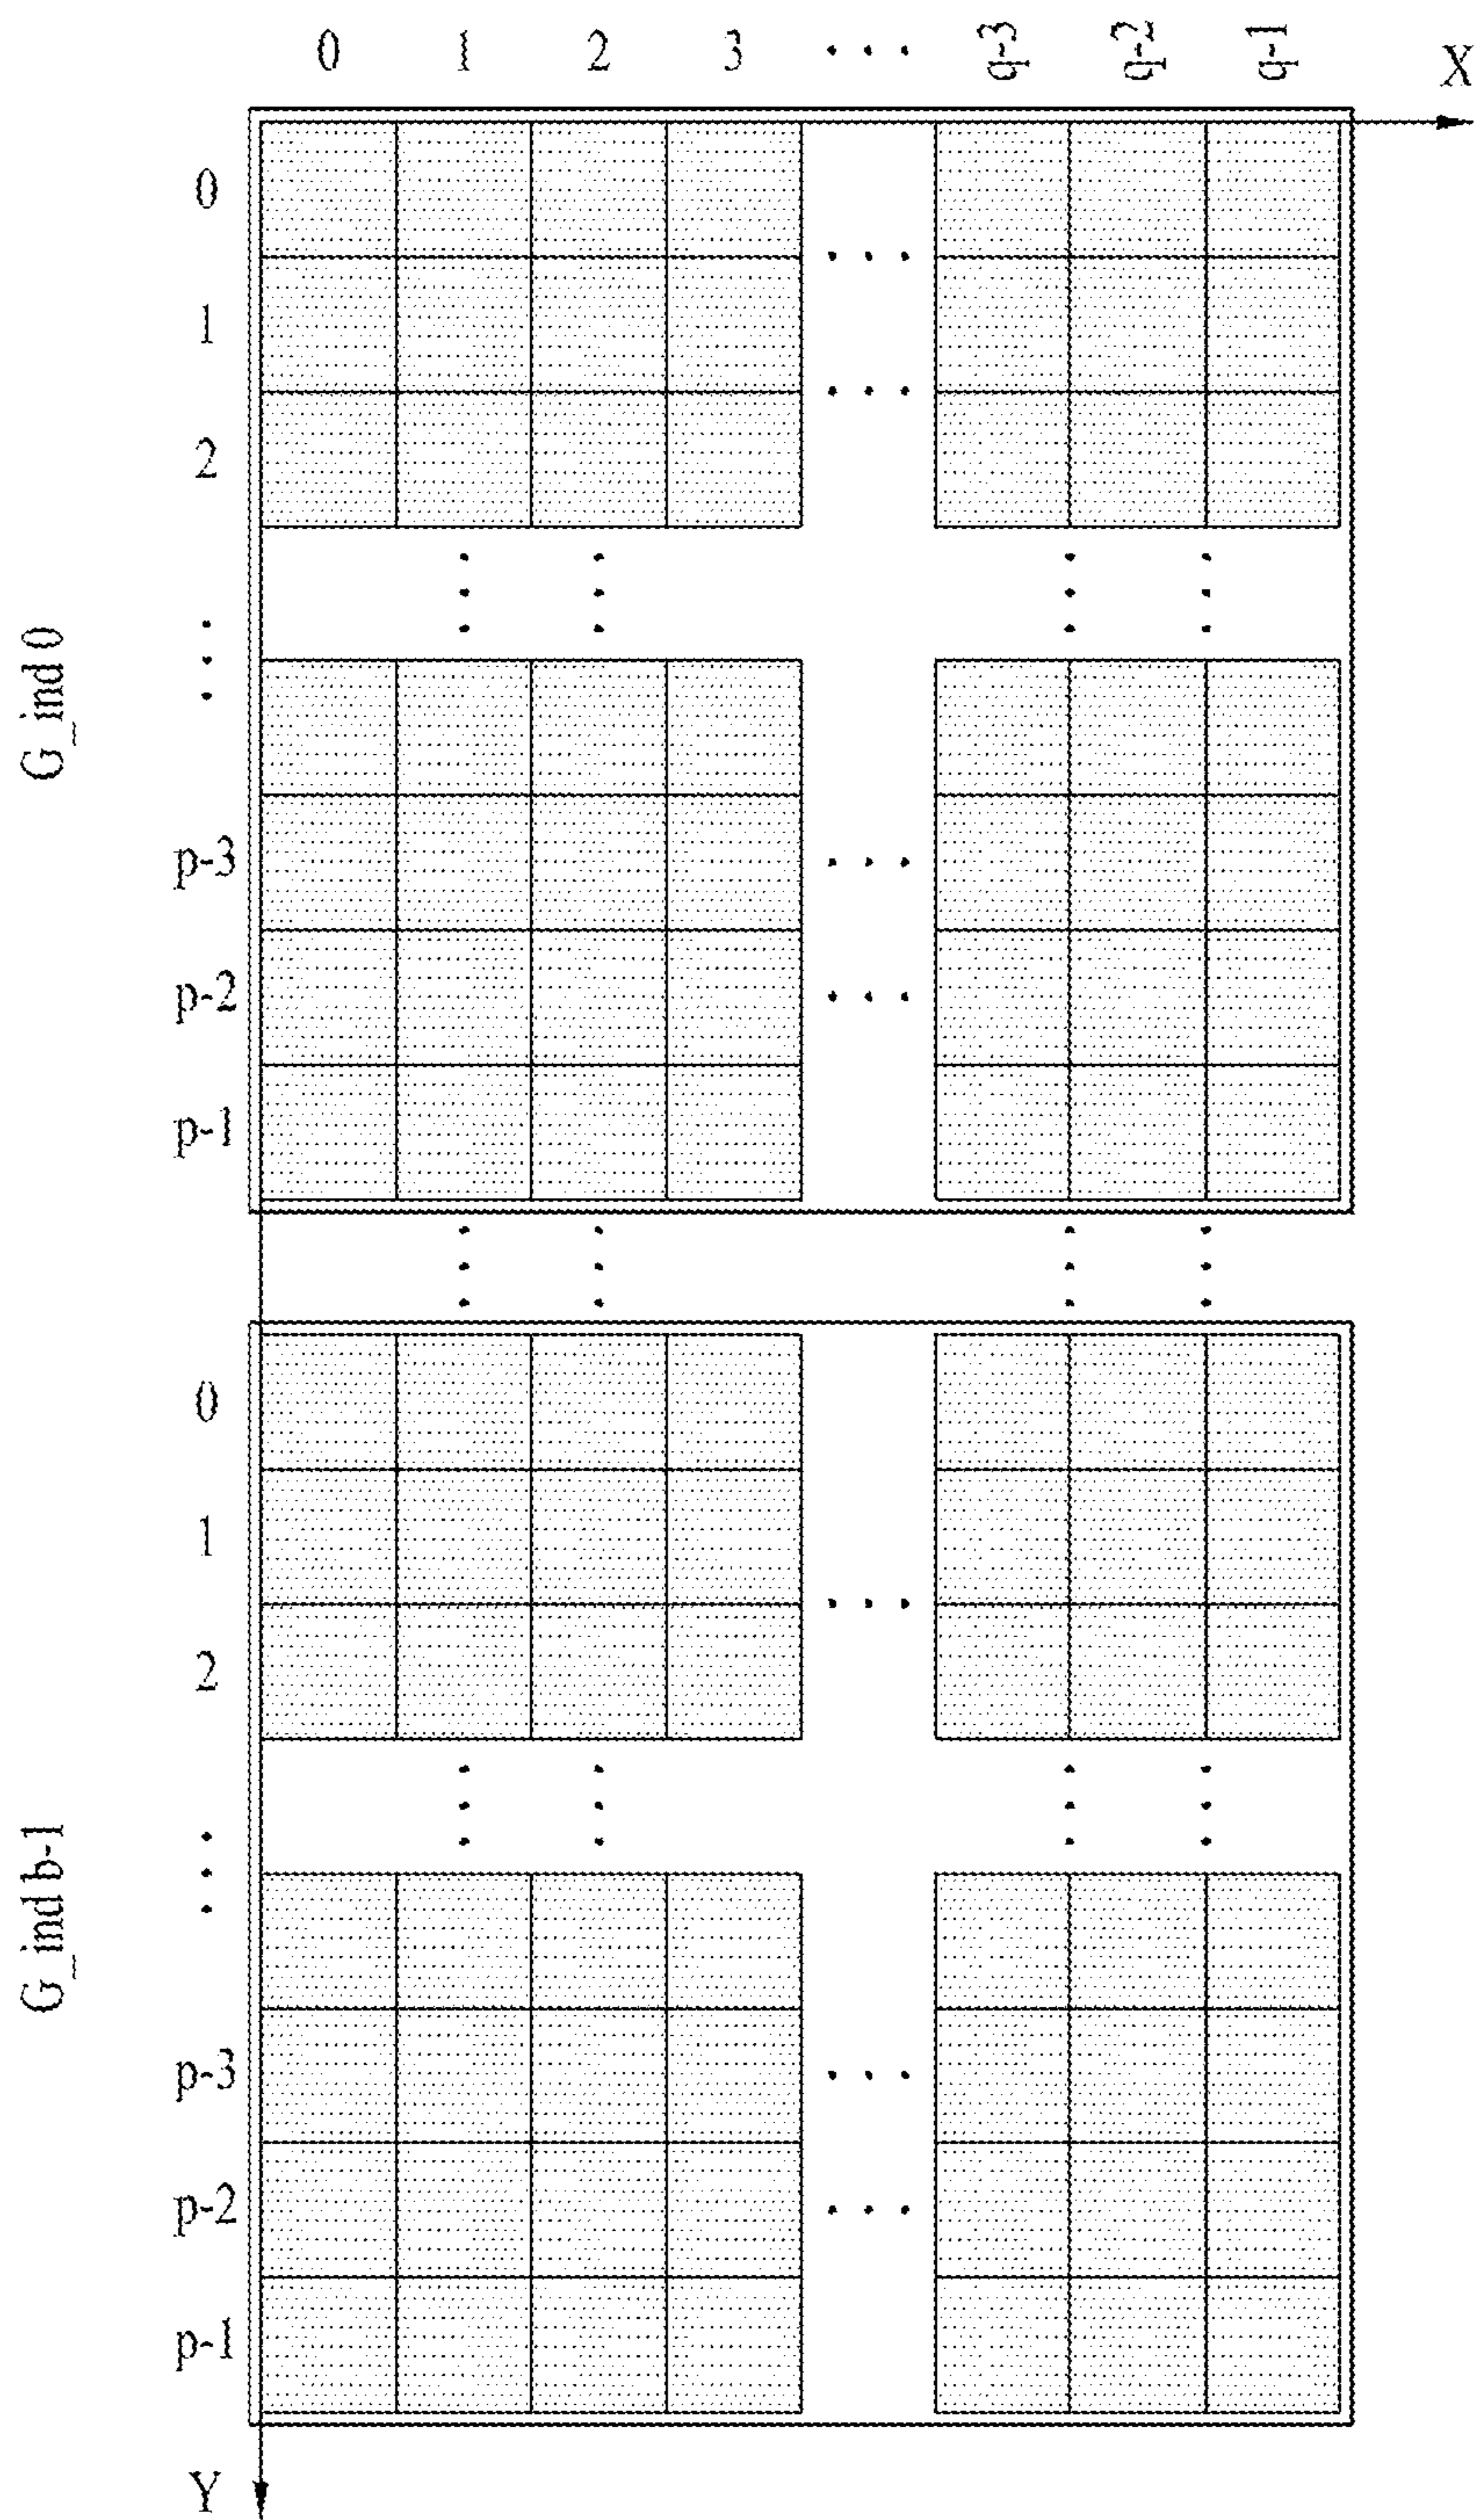 0 1 2 3 ... q-3 q-2 q-1 X
G_ind 0
0
1
2
...
p-3
p-2
p-1
G_ind b-1
0
1
2
...
p-3
p-2
p-1
Y